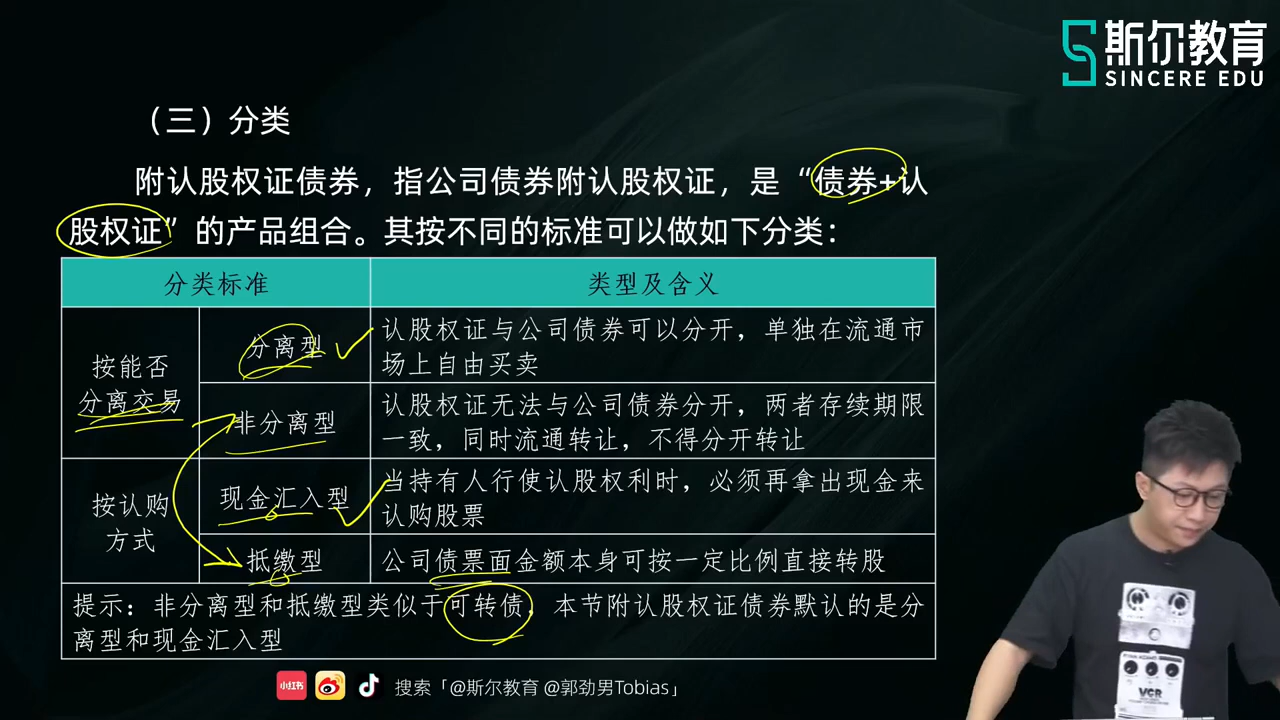 斯尔教育
SINCERE EDU
（三）分类
附认股权证债券，指公司债券附认股权证，是“债券+认
股权证”的产品组合。其按不同的标准可以做如下分类：
分类标准
类型及含义
按能否
分离交易
分离型
认股权证与公司债券可以分开，单独在流通市
场上自由买卖
非分离型
认股权证无法与公司债券分开，两者存续期限
一致，同时流通转让，不得分开转让
按认购
方式
现金汇入型
当持有人行使认股权利时，必须再拿出现金来
认购股票
抵缴型
公司债票面金额本身可按一定比例直接转股
提示：非分离型和抵缴型类似于可转债，本节附认股权证债券默认的是分
离型和现金汇入型
小红书
搜索「@斯尔教育 @郭劲男Tobias」
VCR